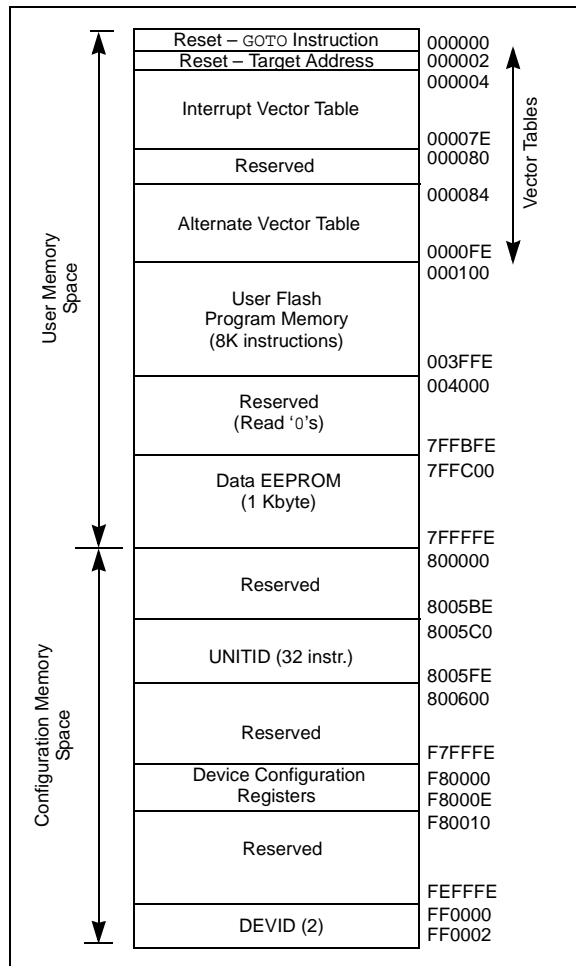 Reset – GOTO Instruction 000000
Reset – Target Address 000002
000004
Interrupt Vector Table
00007E
Reserved 000080
000084
Alternate Vector Table
0000FE
000100
User Flash
Program Memory
(8K instructions)
003FFE
004000
Reserved
(Read ‘0’s)
7FFBFE
7FFC00
Data EEPROM
(1 Kbyte)
7FFFFE
800000
Reserved
8005BE
8005C0
UNITID (32 instr.)
8005FE
800600
Reserved
F7FFFE
Device Configuration F80000
Registers F8000E
F80010
Reserved
FEFFFE
FF0000
DEVID (2)
FF0002
Vector Tables
User Memory
Space
Configuration Memory
Space